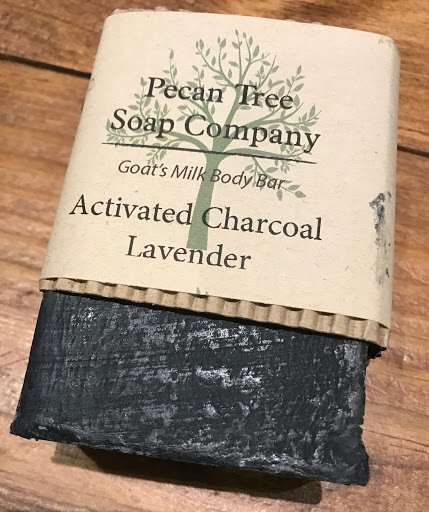 Pecan Tree
Soap Company
Goat's Milk Body Bar
Activated Charcoal
Lavender